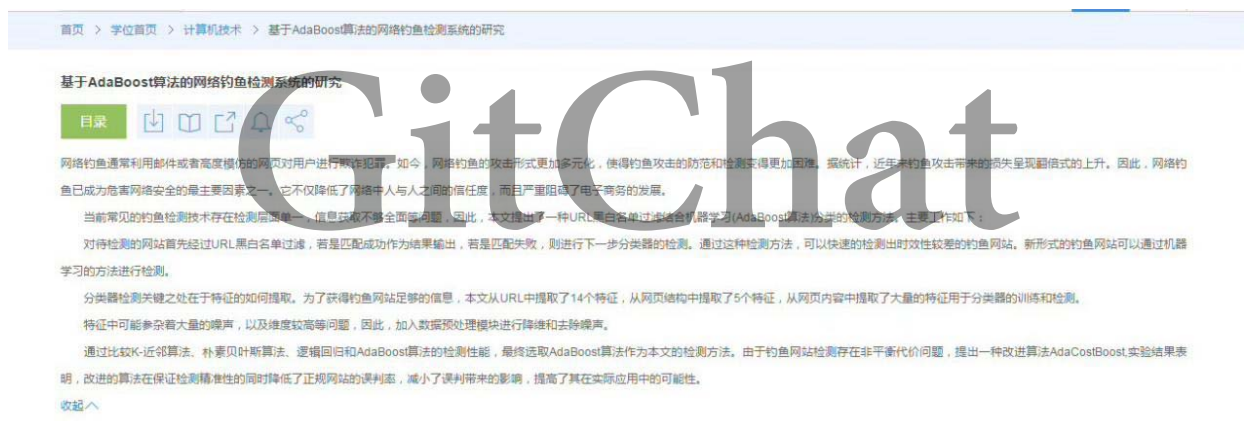 首页 > 学位首页 > 计算机技术 > 基于AdaBoost算法的网络钓鱼检测系统的研究
基于AdaBoost算法的网络钓鱼检测系统的研究
目录
GitChat
网络钓鱼通常利用邮件或者高度模仿的网页对用户进行欺诈犯罪。如今，网络钓鱼的攻击形式更加多元化，使得钓鱼攻击的防范和检测变得更加困难。据统计，近年来钓鱼攻击带来的损失呈现翻倍式的上升。因此，网络钓
鱼已成为危害网络安全的最主要因素之一。它不仅降低了网络中人与人之间的信任度，而且严重阻碍了电子商务的发展。
当前常见的钓鱼检测技术存在检测层面单一，信息获取不够全面等问题，因此，本文提出了一种URL黑白名单过滤结合机器学习(AdaBoost算法)分类的检测方法。主要工作如下：
对待检测的网站首先经过URL黑白名单过滤，若是匹配成功作为结果输出，若是匹配失败，则进行下一步分类器的检测。通过这种检测方法，可以快速的检测出时效性较差的钓鱼网站。新形式的钓鱼网站可以通过机器
学习的方法进行检测。
分类器检测关键之处在于特征的如何提取。为了获得钓鱼网站足够的信息，本文从URL中提取了14个特征，从网页结构中提取了5个特征，从网页内容中提取了大量的特征用于分类器的训练和检测。
特征中可能参杂着大量的噪声，以及维度较高等问题，因此，加入数据预处理模块进行降维和去除噪声。
通过比较K-近邻算法、朴素贝叶斯算法、逻辑回归和AdaBoost算法的检测性能，最终选取AdaBoost算法作为本文的检测方法。由于钓鱼网站检测存在非平衡代价问题，提出一种改进算法AdaCostBoost,实验结果表
明，改进的算法在保证检测精准性的同时降低了正规网站的误判率，减小了误判带来的影响，提高了其在实际应用中的可能性。
收起